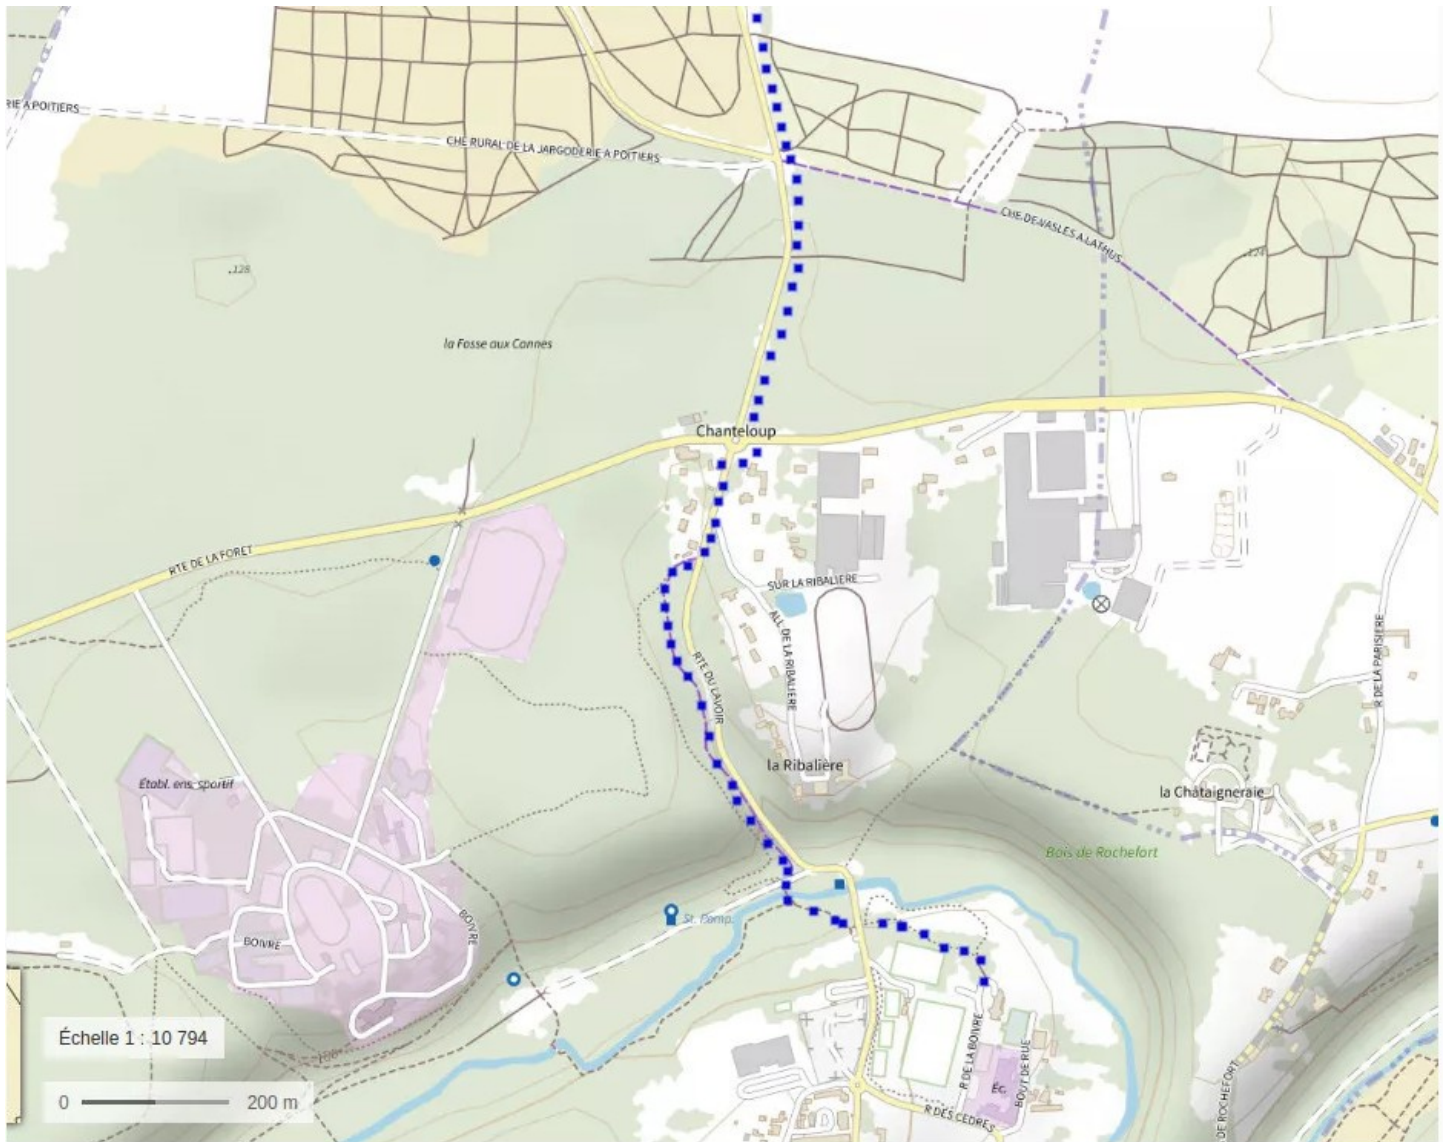 RIE A POITIERS
CHE RURAL DE LA JARGODERIE A POITIERS
CHE DE VASLES A LATHUS
128
124
la Fosse aux Cannes
Chanteloup
RTE DE LA FORET
SUR LA RIBALIERE
ALL DE LA RIBALIERE
R DE LA PARISIERE
RTE DU LAVOIR
la Ribalière
Établ. ens. sportif
la Châtaigneraie
Bois de Rochefort
St. Pomp.
BOIVRE
BOIVRE
Échelle 1 : 10 794
R DE LA BOIVRE
BOUT DE RUE
Éc.
R DES CEDRES
DE ROCHEFORT
0 200 m